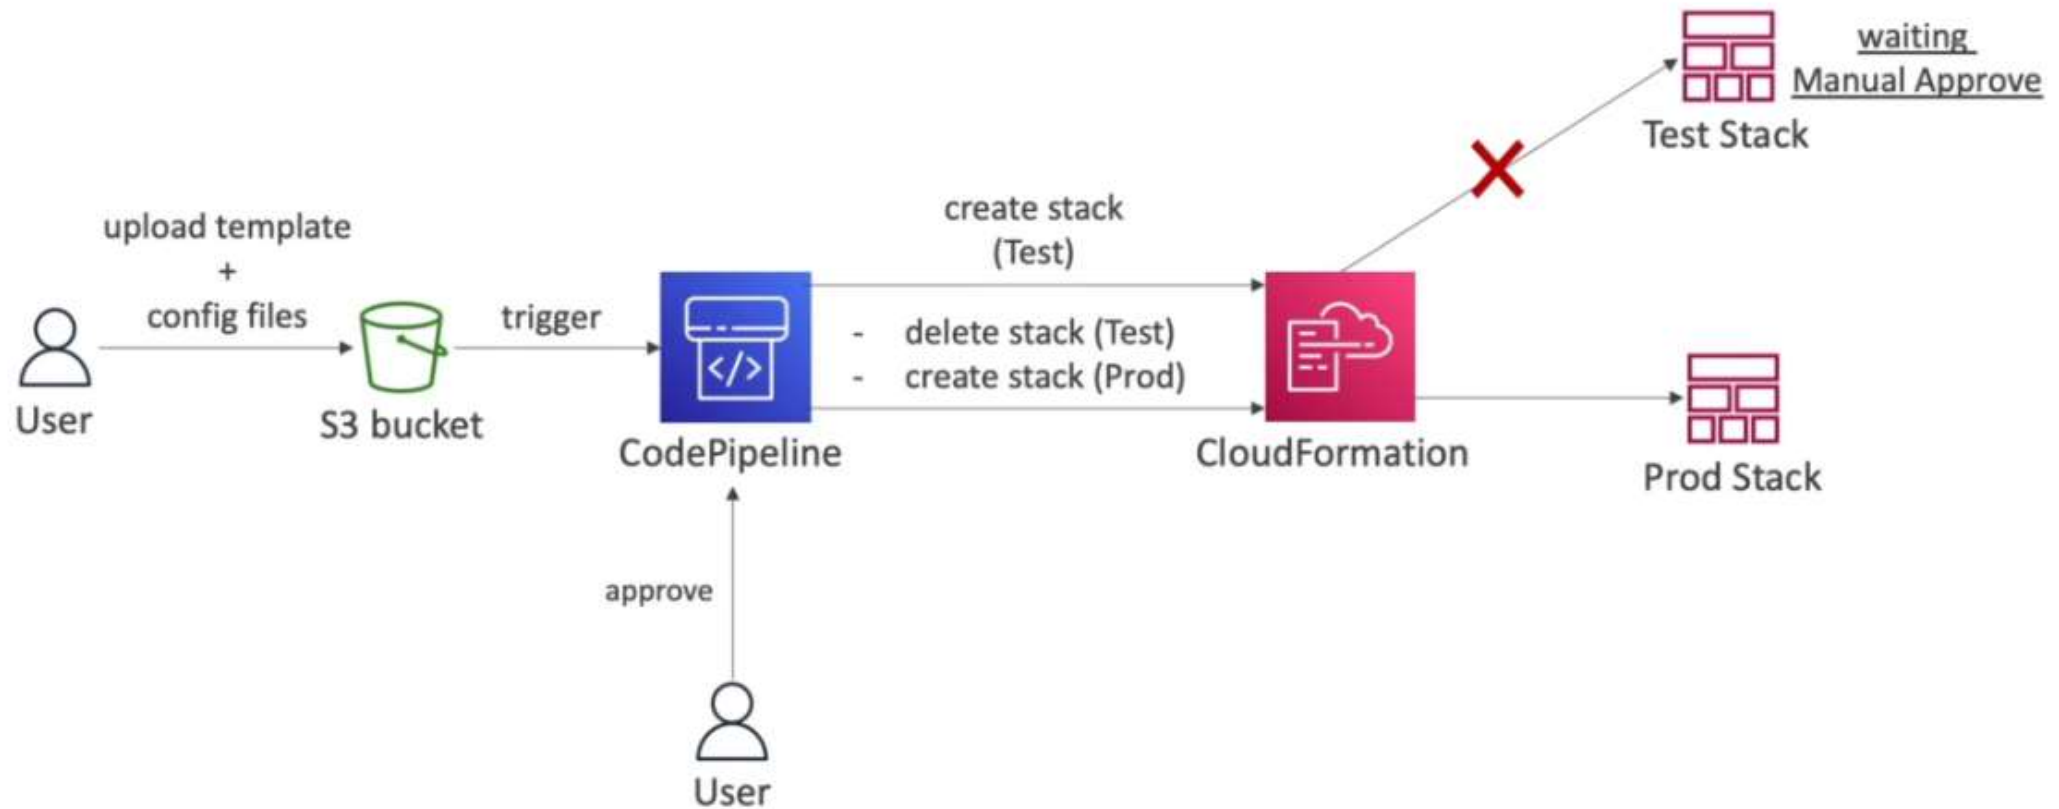 waiting
Manual Approve
Test Stack
upload template
+
config files
User
S3 bucket
trigger
</>
CodePipeline
create stack
(Test)
- delete stack (Test)
- create stack (Prod)
CloudFormation
Prod Stack
approve
User